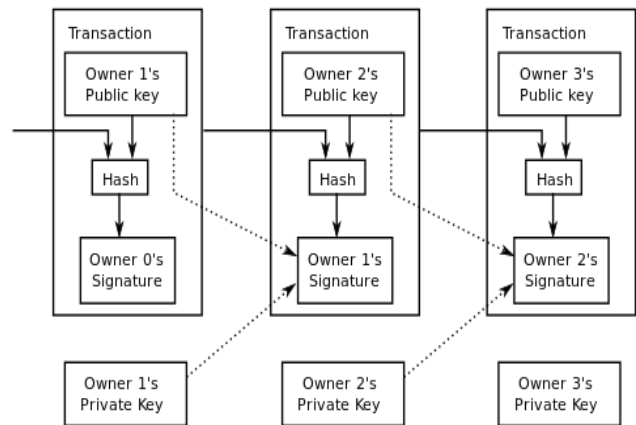 Transaction
Owner 1's
Public key
Hash
Owner 0's
Signature
Transaction
Owner 2's
Public key
Hash
Owner 1's
Signature
Transaction
Owner 3's
Public key
Hash
Owner 2's
Signature
Owner 1's
Private Key
Owner 2's
Private Key
Owner 3's
Private Key